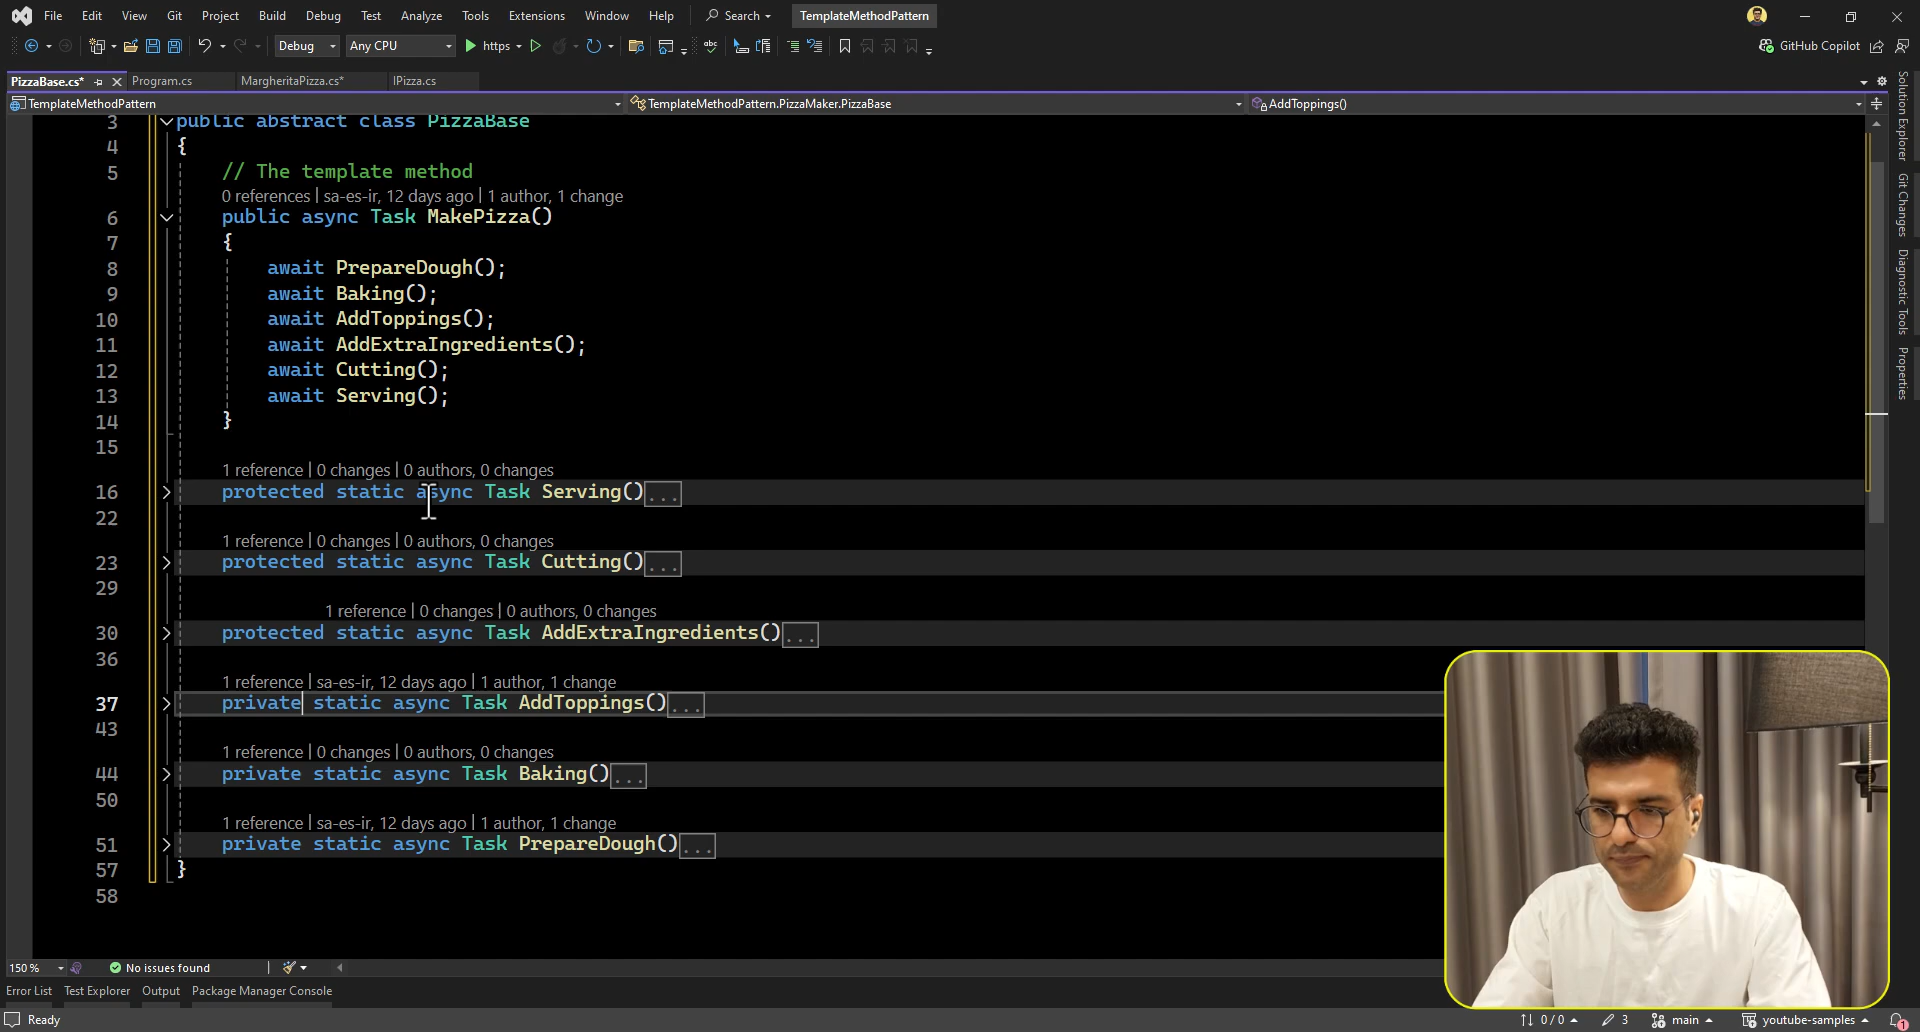 File Edit View Git Project Build Debug Test Analyze Tools Extensions Window Help Search TemplateMethodPattern
Debug Any CPU https GitHub Copilot
PizzaBase.cs* Program.cs MargheritaPizza.cs* IPizza.cs
TemplateMethodPattern TemplateMethodPattern.PizzaMaker.PizzaBase AddToppings()
3 public abstract class PizzaBase
4 {
5 // The template method
0 references | sa-es-ir, 12 days ago | 1 author, 1 change
6 public async Task MakePizza()
7 {
8 await PrepareDough();
9 await Baking();
10 await AddToppings();
11 await AddExtraIngredients();
12 await Cutting();
13 await Serving();
14 }
15
1 reference | 0 changes | 0 authors, 0 changes
16 protected static async Task Serving()...
22
1 reference | 0 changes | 0 authors, 0 changes
23 protected static async Task Cutting()...
29
1 reference | 0 changes | 0 authors, 0 changes
30 protected static async Task AddExtraIngredients()...
36
1 reference | sa-es-ir, 12 days ago | 1 author, 1 change
37 private static async Task AddToppings()...
43
1 reference | 0 changes | 0 authors, 0 changes
44 private static async Task Baking()...
50
1 reference | sa-es-ir, 12 days ago | 1 author, 1 change
51 private static async Task PrepareDough()...
57 }
58
Solution Explorer
Git Changes
Diagnostic Tools
Properties
150 % No issues found
Error List Test Explorer Output Package Manager Console
Ready 0 / 0 3 main youtube-samples 1